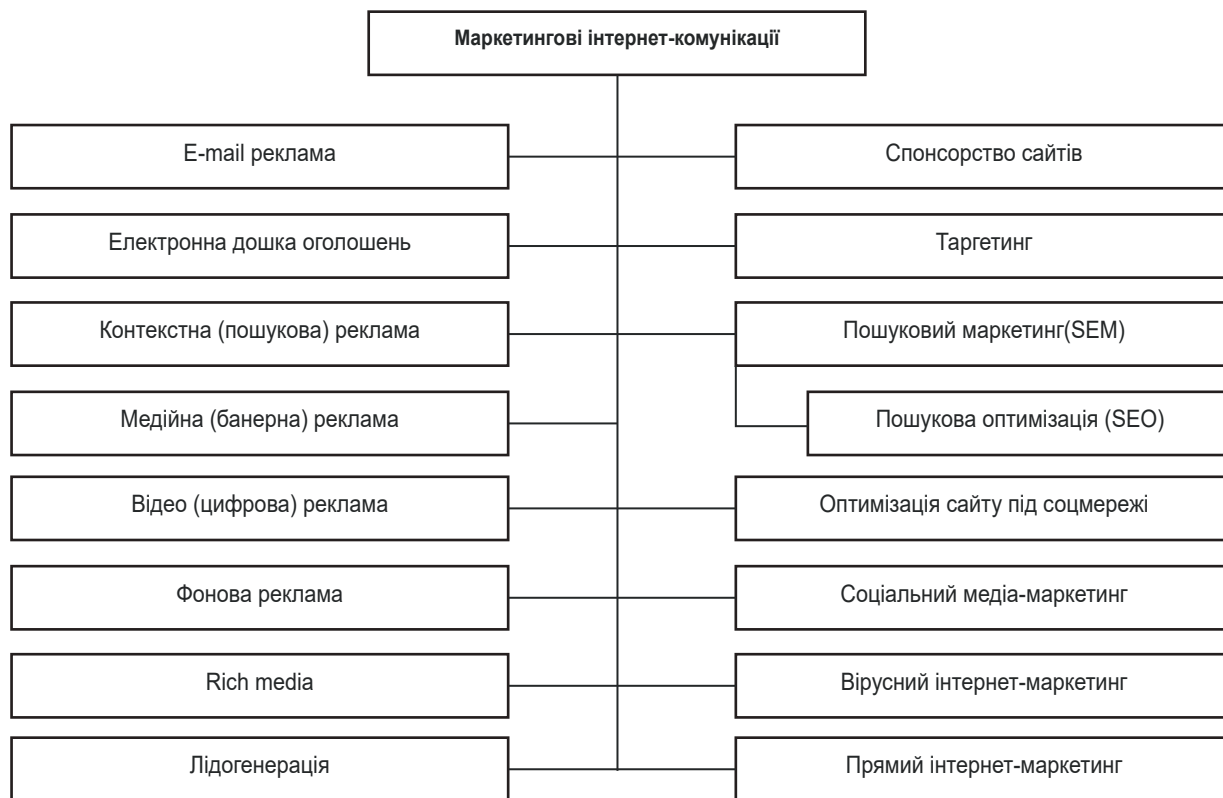 Маркетингові інтернет-комунікації
E-mail реклама
Спонсорство сайтів
Електронна дошка оголошень
Таргетинг
Контекстна (пошукова) реклама
Пошуковий маркетинг(SEM)
Медійна (банерна) реклама
Пошукова оптимізація (SEO)
Відео (цифрова) реклама
Оптимізація сайту під соцмережі
Фонова реклама
Соціальний медіа-маркетинг
Rich media
Вірусний інтернет-маркетинг
Лідогенерація
Прямий інтернет-маркетинг